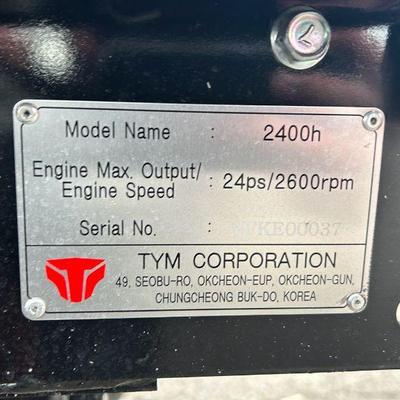 Model Name : 2400h
Engine Max. Output/
Engine Speed : 24ps/2600rpm
Serial No. :
TYM CORPORATION
49, SEOBU-RO, OKCHEON-EUP, OKCHEON-GUN,
CHUNGCHEONG BUK-DO, KOREA